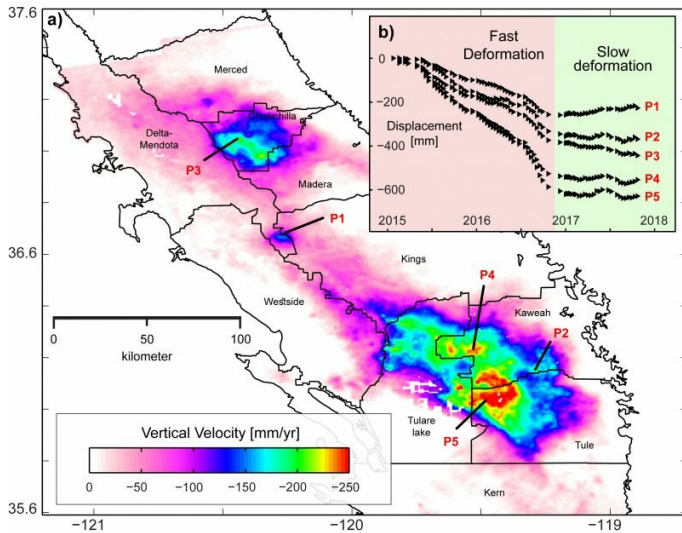 37.6
36.6
35.6
−121
−120
−119
a)
Merced
Chowchilla
Delta-
Mendota
P3
Madera
P1
Kings
Westside
P4
Kaweah
P2
Tulare
lake
P5
Tule
Kern
0 50 100
kilometer
Vertical Velocity [mm/yr]
0 −50 −100 −150 −200 −250
b)
Fast
Deformation
Slow
deformation
0
−200
Displacement
[mm]
−400
−600
P1
P2
P3
P4
P5
2015 2016 2017 2018